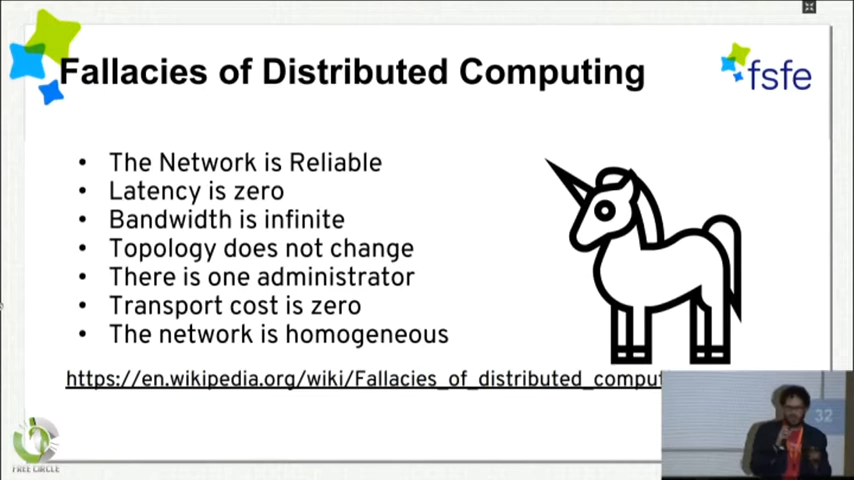 Fallacies of Distributed Computing
fsfe
The Network is Reliable
Latency is zero
Bandwidth is infinite
Topology does not change
There is one administrator
Transport cost is zero
The network is homogeneous
https://en.wikipedia.org/wiki/Fallacies_of_distributed_comput
32
FREE CIRCLE